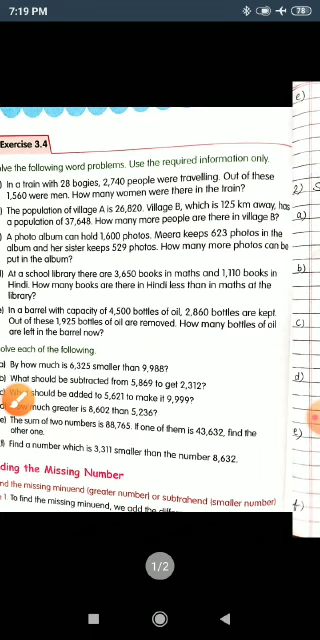 7:19 PM
78
Exercise 3.4
lve the following word problems. Use the required information only.
) In a train with 28 bogies, 2,740 people were travelling. Out of these
1,560 were men. How many women were there in the train?
) The population of village A is 26,820. Village B, which is 125 km away, has
a population of 37,648. How many more people are there in village B?
) A photo album can hold 1,600 photos. Meera keeps 623 photos in the
album and her sister keeps 529 photos. How many more photos can be
put in the album?
) At a school library there are 3,650 books in maths and 1,110 books in
Hindi. How many books are there in Hindi less than in maths at the
library?
) In a barrel with capacity of 4,500 bottles of oil, 2,860 bottles are kept.
Out of these 1,925 bottles of oil are removed. How many bottles of oil
are left in the barrel now?
olve each of the following.
a) By how much is 6,325 smaller than 9,988?
b) What should be subtracted from 5,869 to get 2,312?
should be added to 5,621 to make it 9,999?
much greater is 8,602 than 5,236?
e) The sum of two numbers is 88,765. If one of them is 43,632, find the
other one.
f) Find a number which is 3,311 smaller than the number 8,632.
ding the Missing Number
nd the missing minuend (greater number) or subtrahend (smaller number)
1 To find the missing minuend, we add the
e)
2) S
a)
b)
c)
d)
e)
f)
1/2